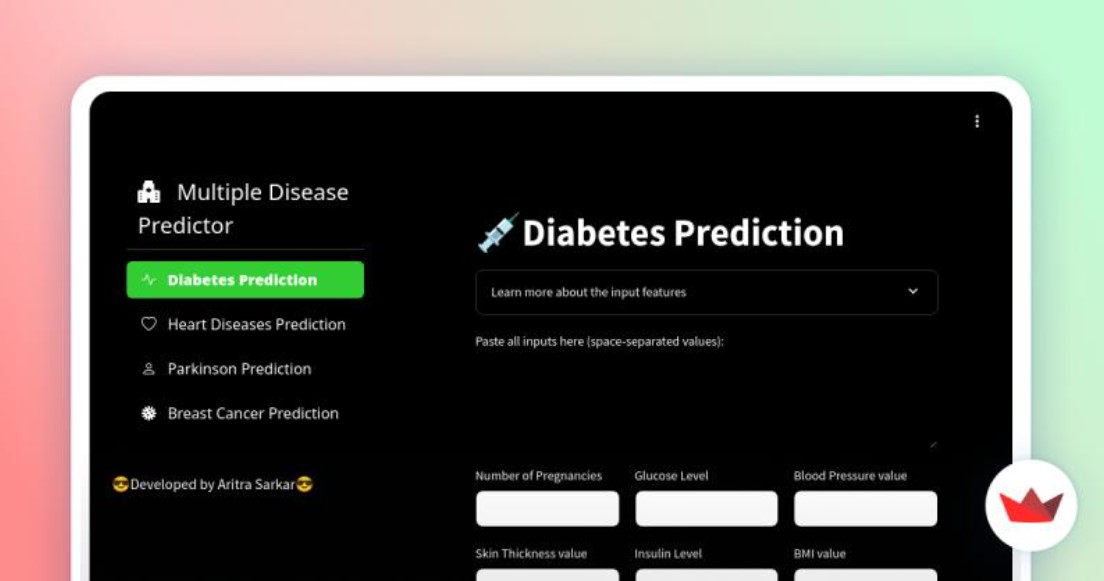 Multiple Disease
Predictor
Diabetes Prediction
Heart Diseases Prediction
Parkinson Prediction
Breast Cancer Prediction
😎Developed by Aritra Sarkar😎
Diabetes Prediction
Learn more about the input features
Paste all inputs here (space-separated values):
Number of Pregnancies Glucose Level Blood Pressure value
Skin Thickness value Insulin Level BMI value